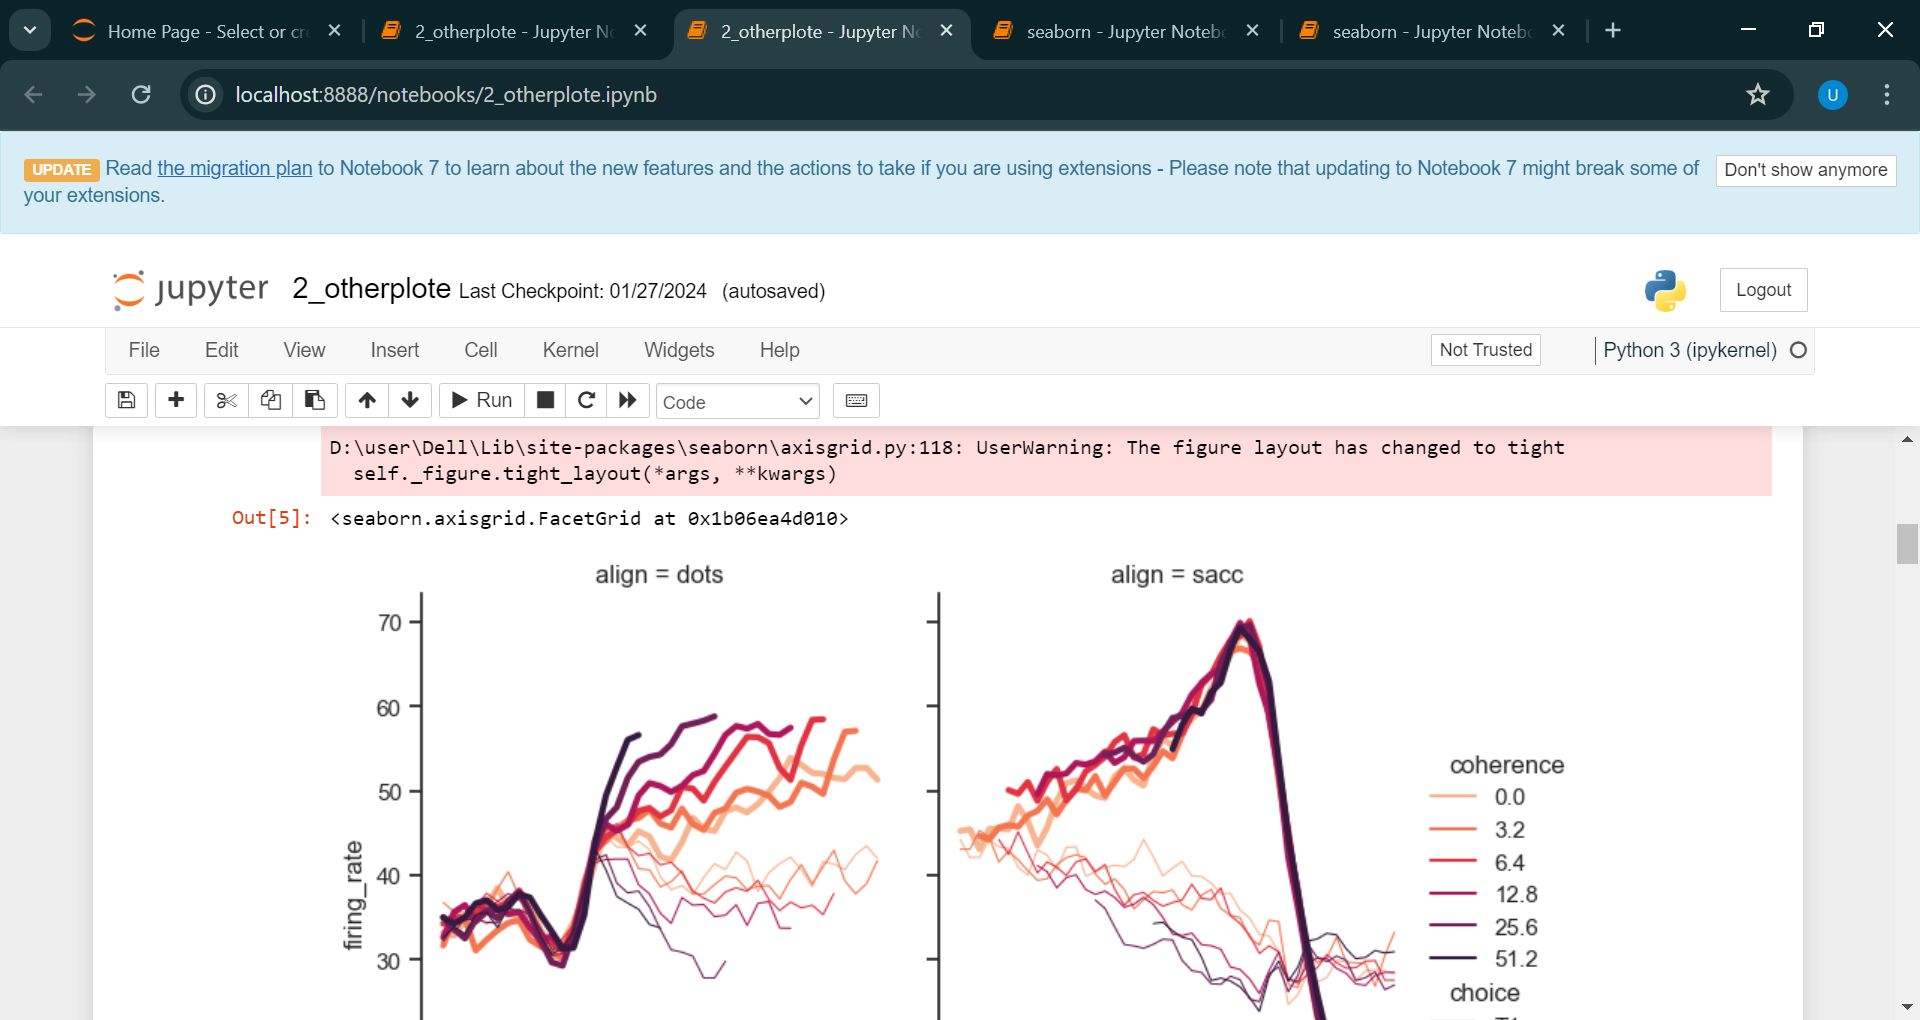 Home Page - Select or cr
2_otherplote - Jupyter No
2_otherplote - Jupyter No
seaborn - Jupyter Noteb
seaborn - Jupyter Noteb
localhost:8888/notebooks/2_otherplote.ipynb
U
UPDATE Read the migration plan to Notebook 7 to learn about the new features and the actions to take if you are using extensions - Please note that updating to Notebook 7 might break some of
your extensions.
Don't show anymore
jupyter 2_otherplote Last Checkpoint: 01/27/2024 (autosaved)
Logout
File Edit View Insert Cell Kernel Widgets Help
Not Trusted
Python 3 (ipykernel)
Run
Code
D:\user\Dell\Lib\site-packages\seaborn\axisgrid.py:118: UserWarning: The figure layout has changed to tight
self._figure.tight_layout(*args, **kwargs)
Out[5]: <seaborn.axisgrid.FacetGrid at 0x1b06ea4d010>
align = dots
align = sacc
70
60
50
40
30
firing_rate
coherence
0.0
3.2
6.4
12.8
25.6
51.2
choice